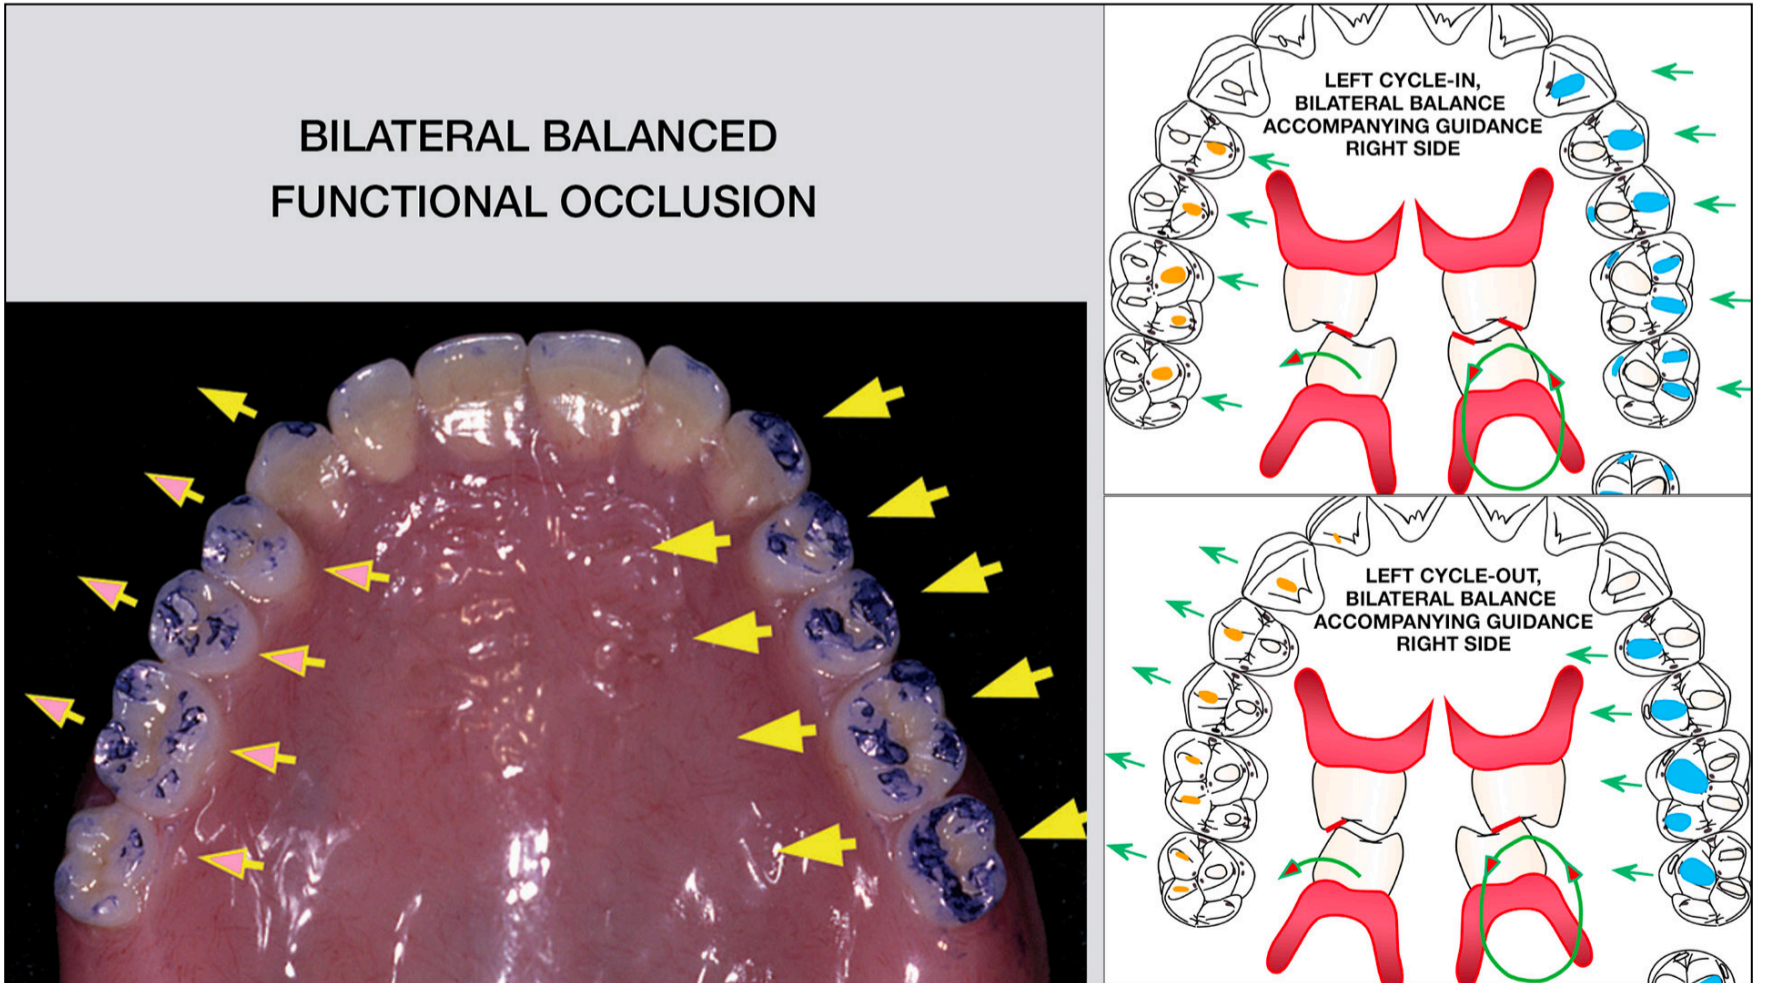 BILATERAL BALANCED
FUNCTIONAL OCCLUSION
LEFT CYCLE-IN,
BILATERAL BALANCE
ACCOMPANYING GUIDANCE
RIGHT SIDE
LEFT CYCLE-OUT,
BILATERAL BALANCE
ACCOMPANYING GUIDANCE
RIGHT SIDE